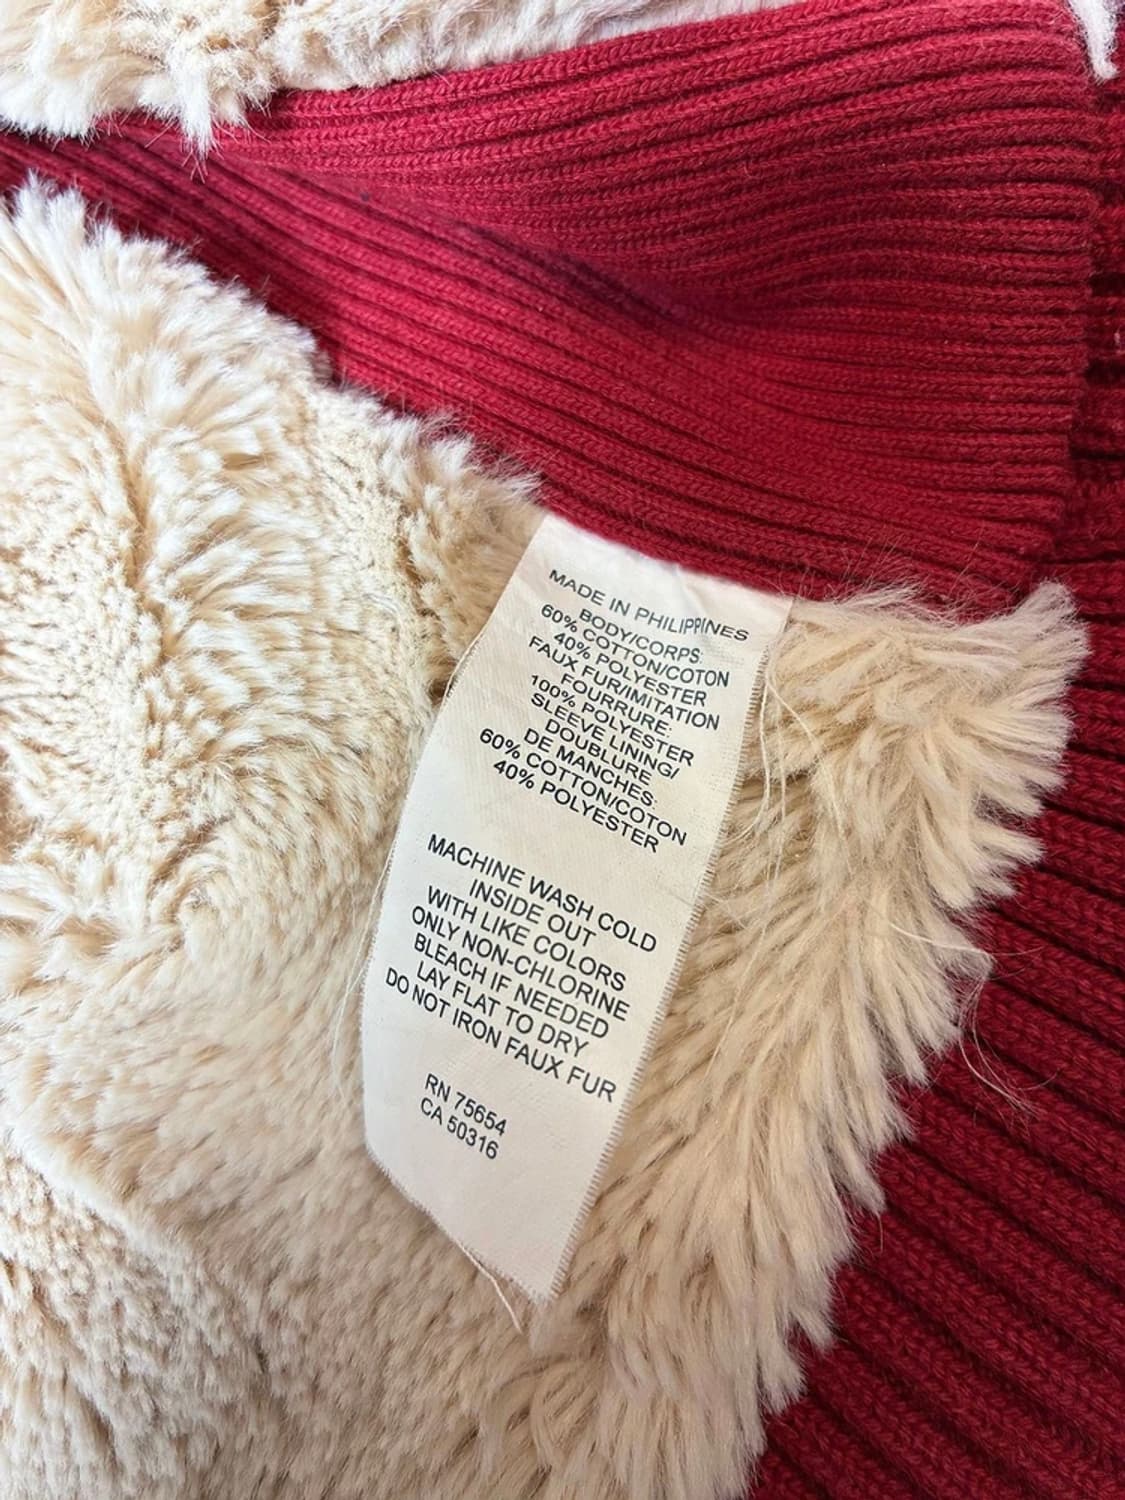 MADE IN PHILIPPINES
BODY/CORPS:
60% COTTON/COTON
40% POLYESTER
FAUX FUR/IMITATION
FOURRURE:
100% POLYESTER
SLEEVE LINING/
DOUBLURE
DE MANCHES:
60% COTTON/COTON
40% POLYESTER
MACHINE WASH COLD
INSIDE OUT
WITH LIKE COLORS
ONLY NON-CHLORINE
BLEACH IF NEEDED
LAY FLAT TO DRY
DO NOT IRON FAUX FUR
RN 75654
CA 50316